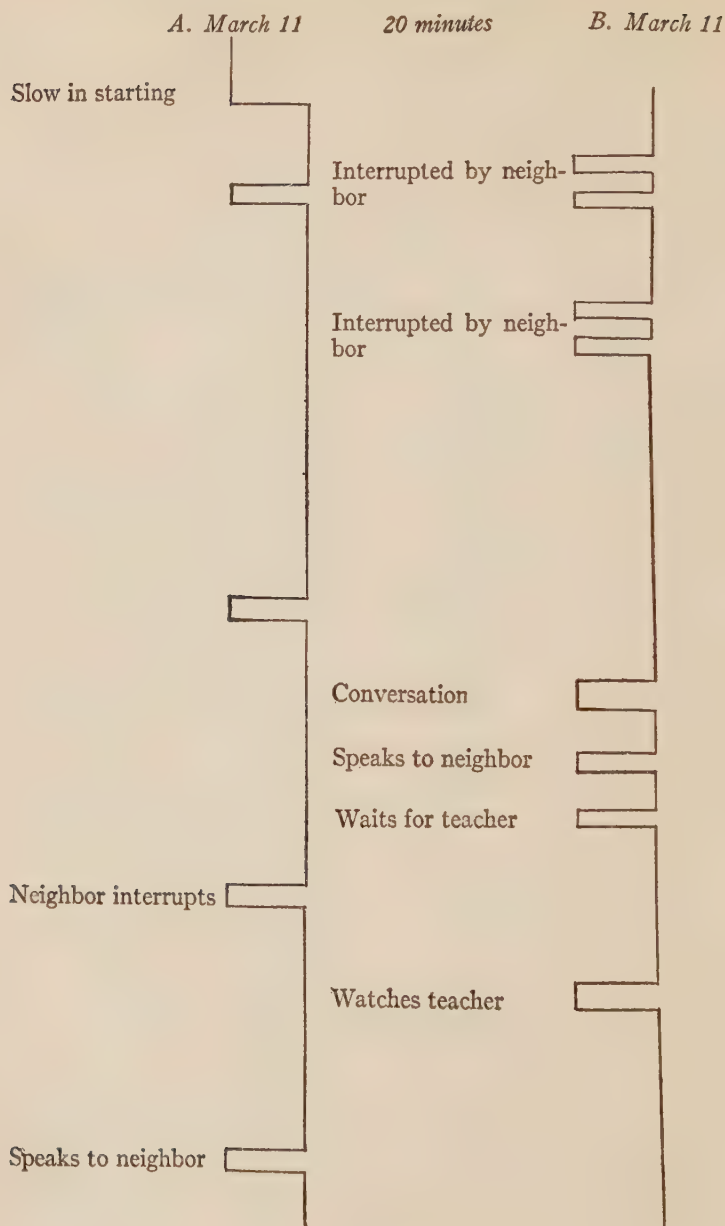 A. March 11 20 minutes B. March 11
Slow in starting
Interrupted by neigh-
bor
Interrupted by neigh-
bor
Conversation
Speaks to neighbor
Waits for teacher
Neighbor interrupts
Watches teacher
Speaks to neighbor